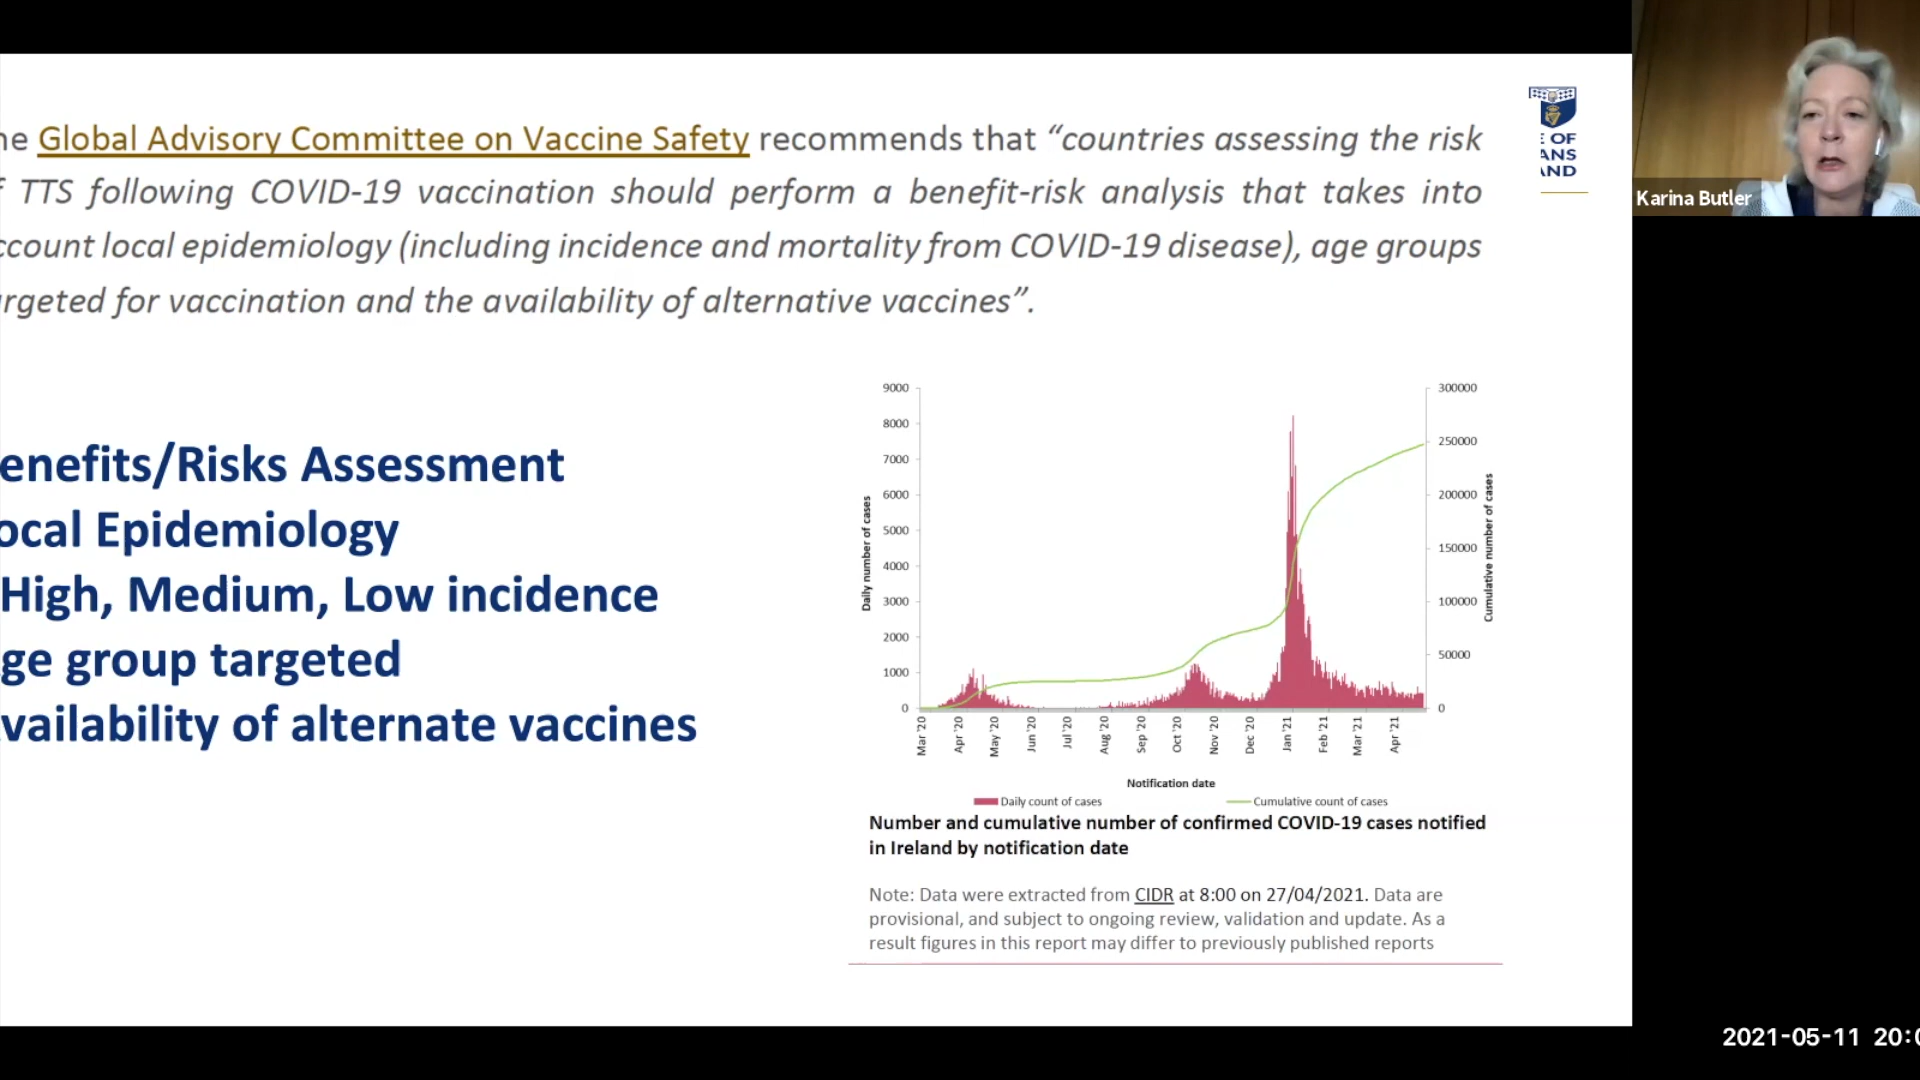 he Global Advisory Committee on Vaccine Safety recommends that “countries assessing the risk
f TTS following COVID-19 vaccination should perform a benefit-risk analysis that takes into
ccount local epidemiology (including incidence and mortality from COVID-19 disease), age groups
rgeted for vaccination and the availability of alternative vaccines”.
E OF
ANS
AND
Karina Butler
enefits/Risks Assessment
ocal Epidemiology
High, Medium, Low incidence
ge group targeted
vailability of alternate vaccines
9000
8000
7000
6000
5000
4000
3000
2000
1000
0
Daily number of cases
300000
250000
200000
150000
100000
50000
0
Cumulative number of cases
Mar '20 Apr '20 May '20 Jun '20 Jul '20 Aug '20 Sep '20 Oct '20 Nov '20 Dec '20 Jan '21 Feb '21 Mar '21 Apr '21
Notification date
Daily count of cases Cumulative count of cases
Number and cumulative number of confirmed COVID-19 cases notified
in Ireland by notification date
Note: Data were extracted from CIDR at 8:00 on 27/04/2021. Data are
provisional, and subject to ongoing review, validation and update. As a
result figures in this report may differ to previously published reports
2021-05-11 20:0